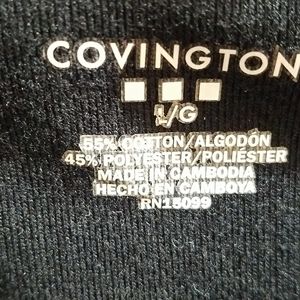 COVINGTON
L/G
55% COTTON/ALGODÓN
45% POLYESTER/POLIÉSTER
MADE IN CAMBODIA
HECHO EN CAMBOYA
RN15099